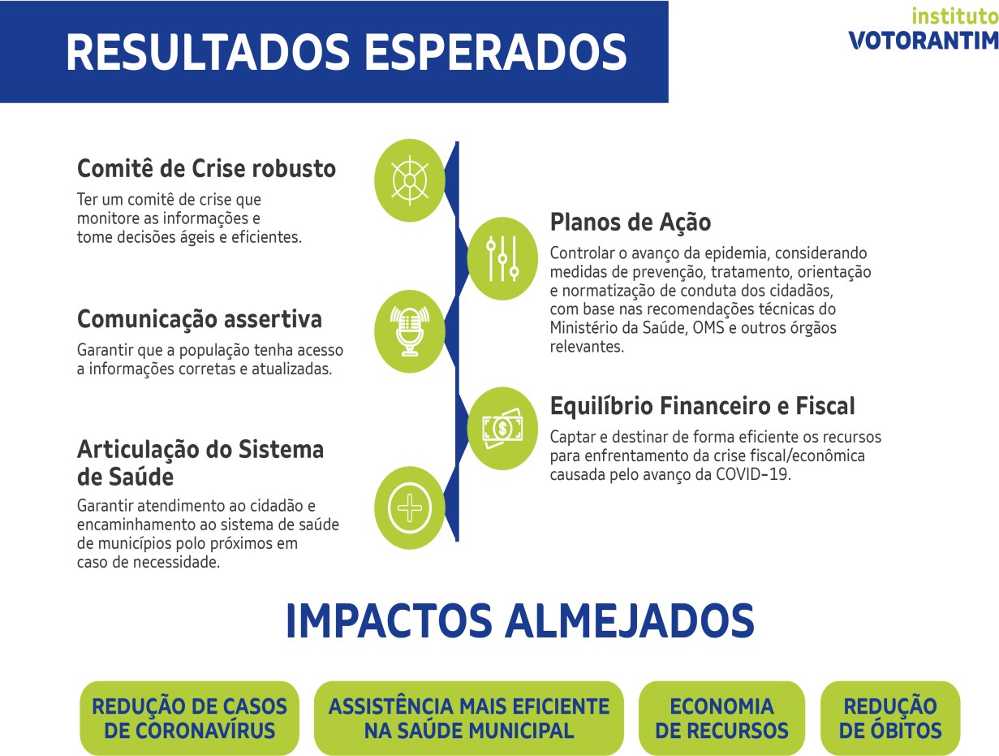 RESULTADOS ESPERADOS
instituto
VOTORANTIM
Comitê de Crise robusto
Ter um comitê de crise que
monitore as informações e
tome decisões ágeis e eficientes.
Planos de Ação
Controlar o avanço da epidemia, considerando
medidas de prevenção, tratamento, orientação
e normatização de conduta dos cidadãos,
com base nas recomendações técnicas do
Ministério da Saúde, OMS e outros órgãos
relevantes.
Comunicação assertiva
Garantir que a população tenha acesso
a informações corretas e atualizadas.
Equilíbrio Financeiro e Fiscal
Captar e destinar de forma eficiente os recursos
para enfrentamento da crise fiscal/econômica
causada pelo avanço da COVID-19.
Articulação do Sistema
de Saúde
Garantir atendimento ao cidadão e
encaminhamento ao sistema de saúde
de municípios polo próximos em
caso de necessidade.
IMPACTOS ALMEJADOS
REDUÇÃO DE CASOS
DE CORONAVÍRUS
ASSISTÊNCIA MAIS EFICIENTE
NA SAÚDE MUNICIPAL
ECONOMIA
DE RECURSOS
REDUÇÃO
DE ÓBITOS